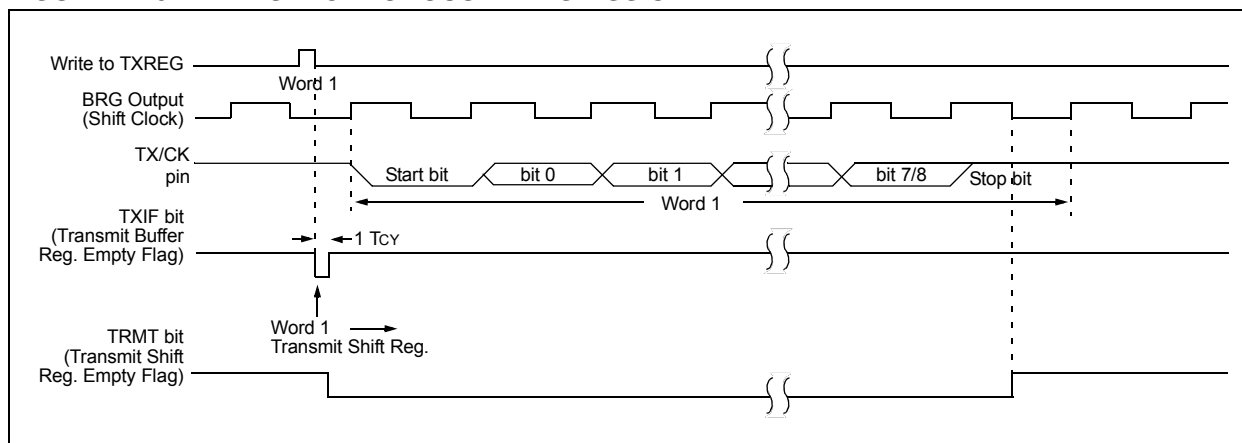 Write to TXREG
Word 1
BRG Output
(Shift Clock)
TX/CK
pin
Start bit
bit 0
bit 1
bit 7/8
Stop bit
Word 1
TXIF bit
(Transmit Buffer
Reg. Empty Flag)
1 TCY
Word 1
Transmit Shift Reg.
TRMT bit
(Transmit Shift
Reg. Empty Flag)